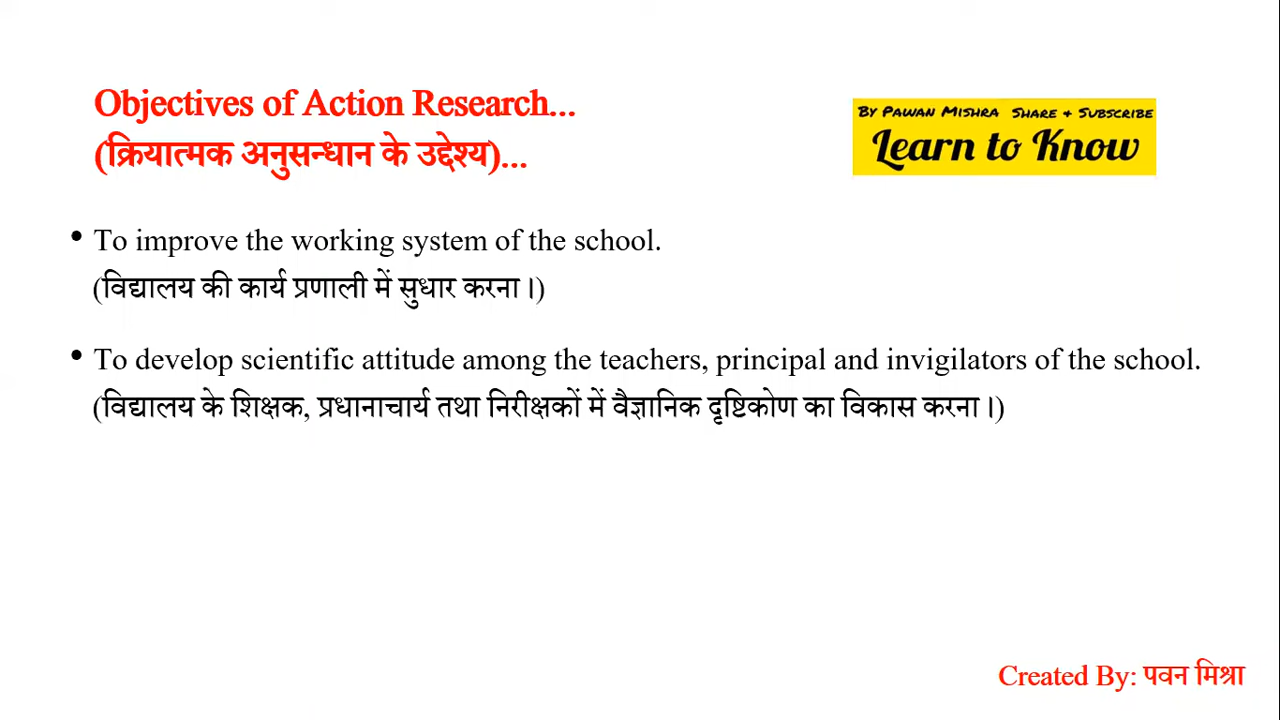 Objectives of Action Research...
(क्रियात्मक अनुसन्धान के उद्देश्य)...
By Pawan Mishra Share & Subscribe
Learn to Know
• To improve the working system of the school.
(विद्यालय की कार्य प्रणाली में सुधार करना।)
• To develop scientific attitude among the teachers, principal and invigilators of the school.
(विद्यालय के शिक्षक, प्रधानाचार्य तथा निरीक्षकों में वैज्ञानिक दृष्टिकोण का विकास करना।)
Created By: पवन मिश्रा